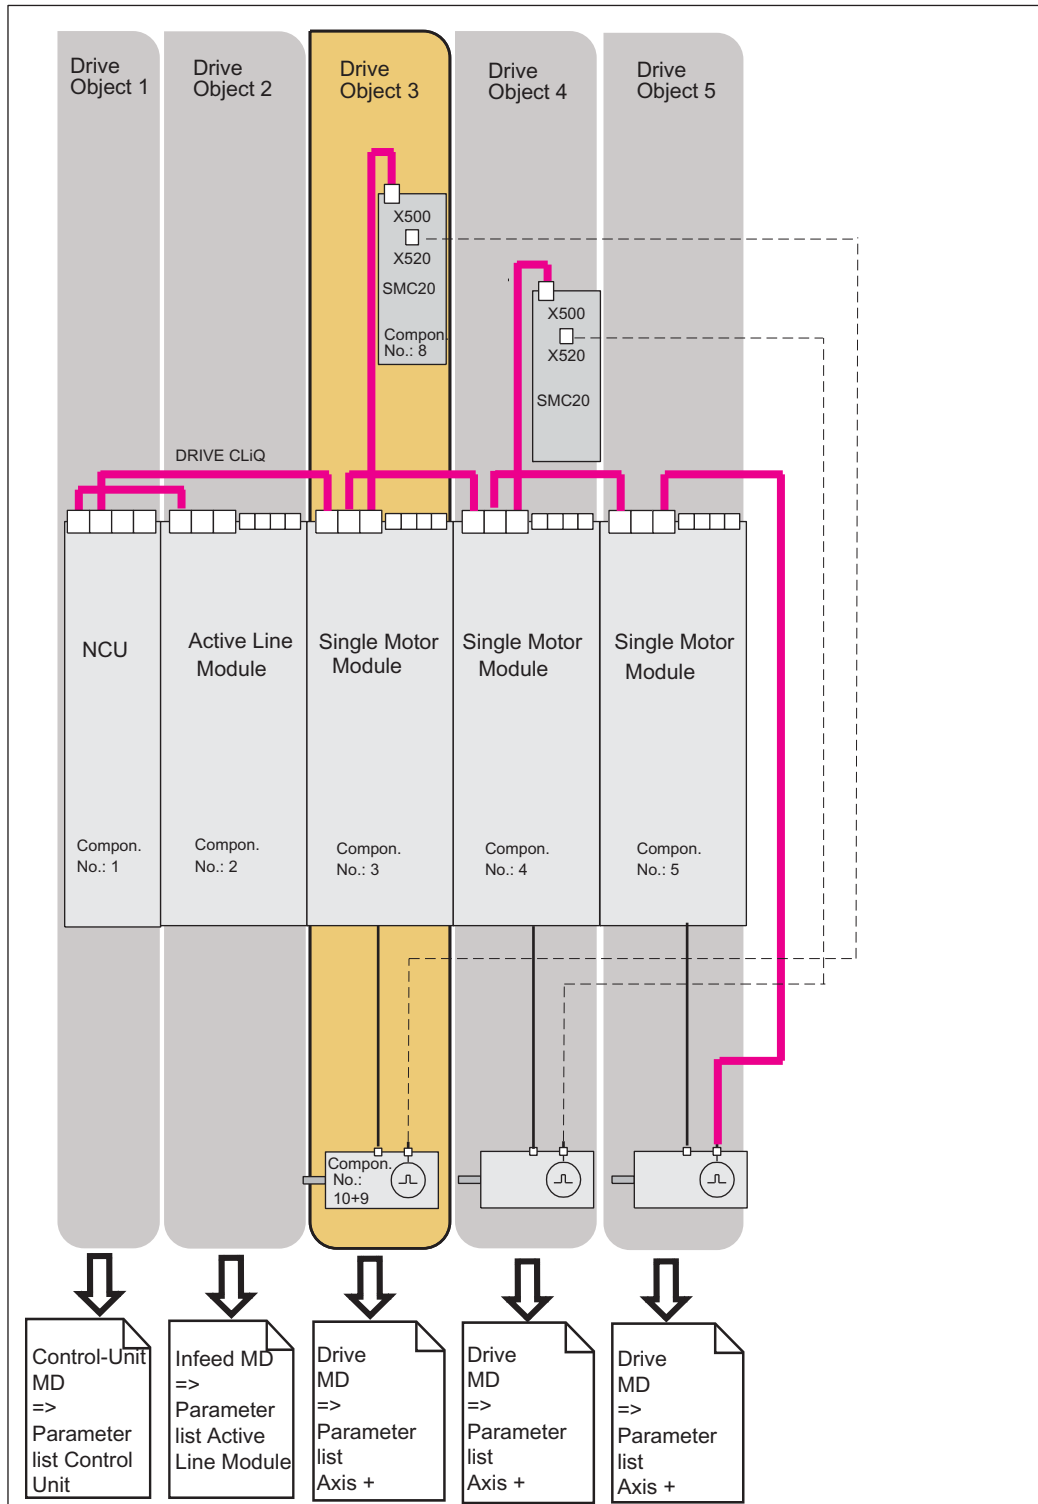 Drive
Object 1
Drive
Object 2
Drive
Object 3
Drive
Object 4
Drive
Object 5
X500
X520
SMC20
Compon.
No.: 8
X500
X520
SMC20
DRIVE CLiQ
NCU
Active Line
Module
Single Motor
Module
Single Motor
Module
Single Motor
Module
Compon.
No.: 1
Compon.
No.: 2
Compon.
No.: 3
Compon.
No.: 4
Compon.
No.: 5
Compon.
No.:
10+9
Control-Unit
MD
=>
Parameter
list Control
Unit
Infeed MD
=>
Parameter
list Active
Line Module
Drive
MD
=>
Parameter
list
Axis +
Drive
MD
=>
Parameter
list
Axis +
Drive
MD
=>
Parameter
list
Axis +